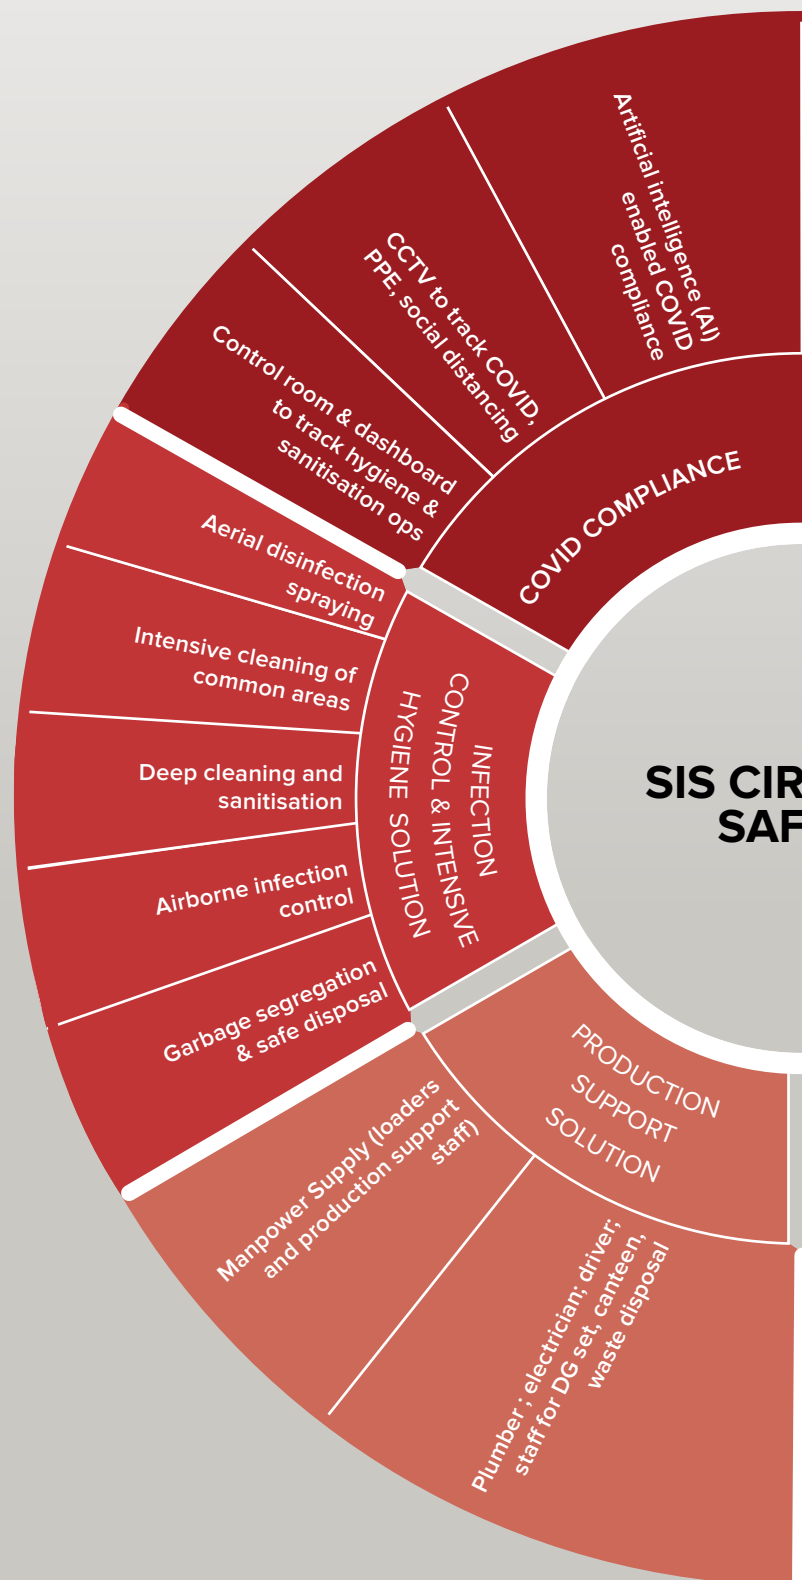 Artificial intelligence (AI)
enabled COVID
compliance
CCTV to track COVID,
PPE, social distancing
Control room & dashboard
to track hygiene &
sanitisation ops
COVID COMPLIANCE
Aerial disinfection
spraying
Intensive cleaning of
common areas
Deep cleaning and
sanitisation
Airborne infection
control
Garbage segregation
& safe disposal
INFECTION
CONTROL & INTENSIVE
HYGIENE SOLUTION
SIS CIR
SAF
PRODUCTION
SUPPORT
SOLUTION
Manpower Supply (loaders
and production support
staff)
Plumber ; electrician; driver;
staff for DG set, canteen,
waste disposal